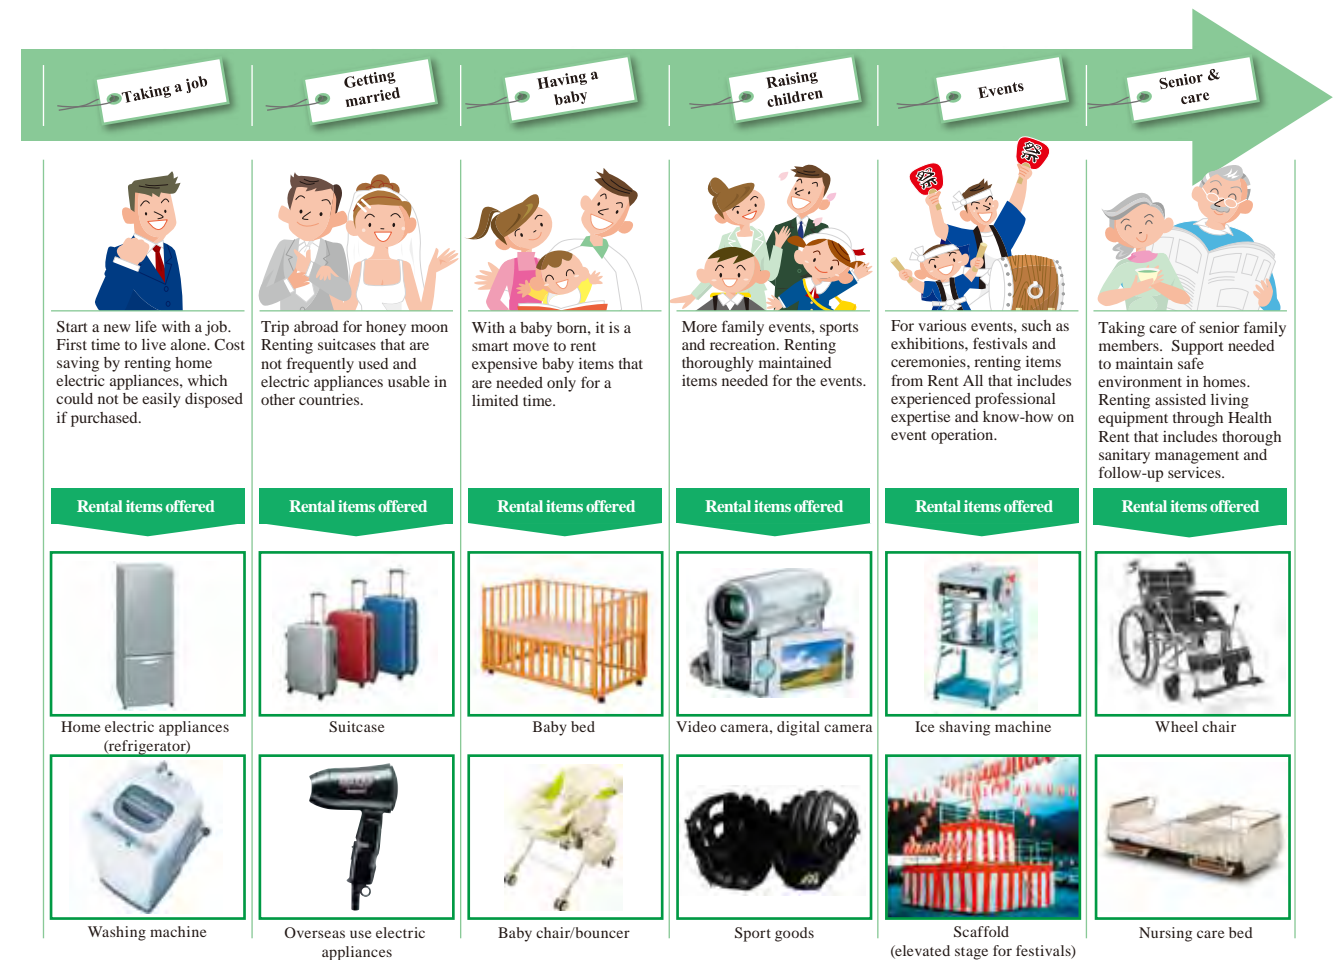 Taking a job
Getting
married
Having a
baby
Raising
children
Events
Senior &
care
祭
祭
Start a new life with a job.
First time to live alone. Cost
saving by renting home
electric appliances, which
could not be easily disposed
if purchased.
Trip abroad for honey moon
Renting suitcases that are
not frequently used and
electric appliances usable in
other countries.
With a baby born, it is a
smart move to rent
expensive baby items that
are needed only for a
limited time.
More family events, sports
and recreation. Renting
thoroughly maintained
items needed for the events.
For various events, such as
exhibitions, festivals and
ceremonies, renting items
from Rent All that includes
experienced professional
expertise and know-how on
event operation.
Taking care of senior family
members.  Support needed
to maintain safe
environment in homes.
Renting assisted living
equipment through Health
Rent that includes thorough
sanitary management and
follow-up services.
Rental items offered
Rental items offered
Rental items offered
Rental items offered
Rental items offered
Rental items offered
Home electric appliances
(refrigerator)
Suitcase
Baby bed
Video camera, digital camera
Ice shaving machine
Wheel chair
Washing machine
Overseas use electric
appliances
Baby chair/bouncer
Sport goods
Scaffold
(elevated stage for festivals)
Nursing care bed